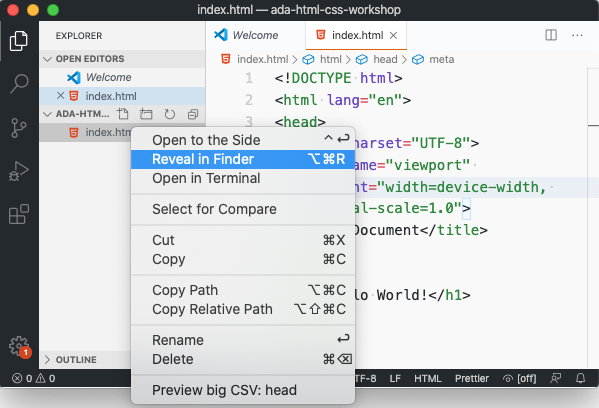 index.html — ada-html-css-workshop
EXPLORER
OPEN EDITORS
Welcome
index.html
ADA-HTM...
index.htm
Welcome
index.html
index.html > html > head > meta
1 <!DOCTYPE html>
2 <html lang="en">
3 <head>
harset="UTF-8">
ame="viewport"
nt="width=device-width,
al-scale=1.0">
Document</title>
lo World!</h1>
Open to the Side ⌃↩
Reveal in Finder ⌥⌘R
Open in Terminal
Select for Compare
Cut ⌘X
Copy ⌘C
Copy Path ⌥⌘C
Copy Relative Path ⌥⇧⌘C
Rename ↩
Delete ⌘⌫
Preview big CSV: head
OUTLINE
1
0 0
TF-8 LF HTML Prettier [off]